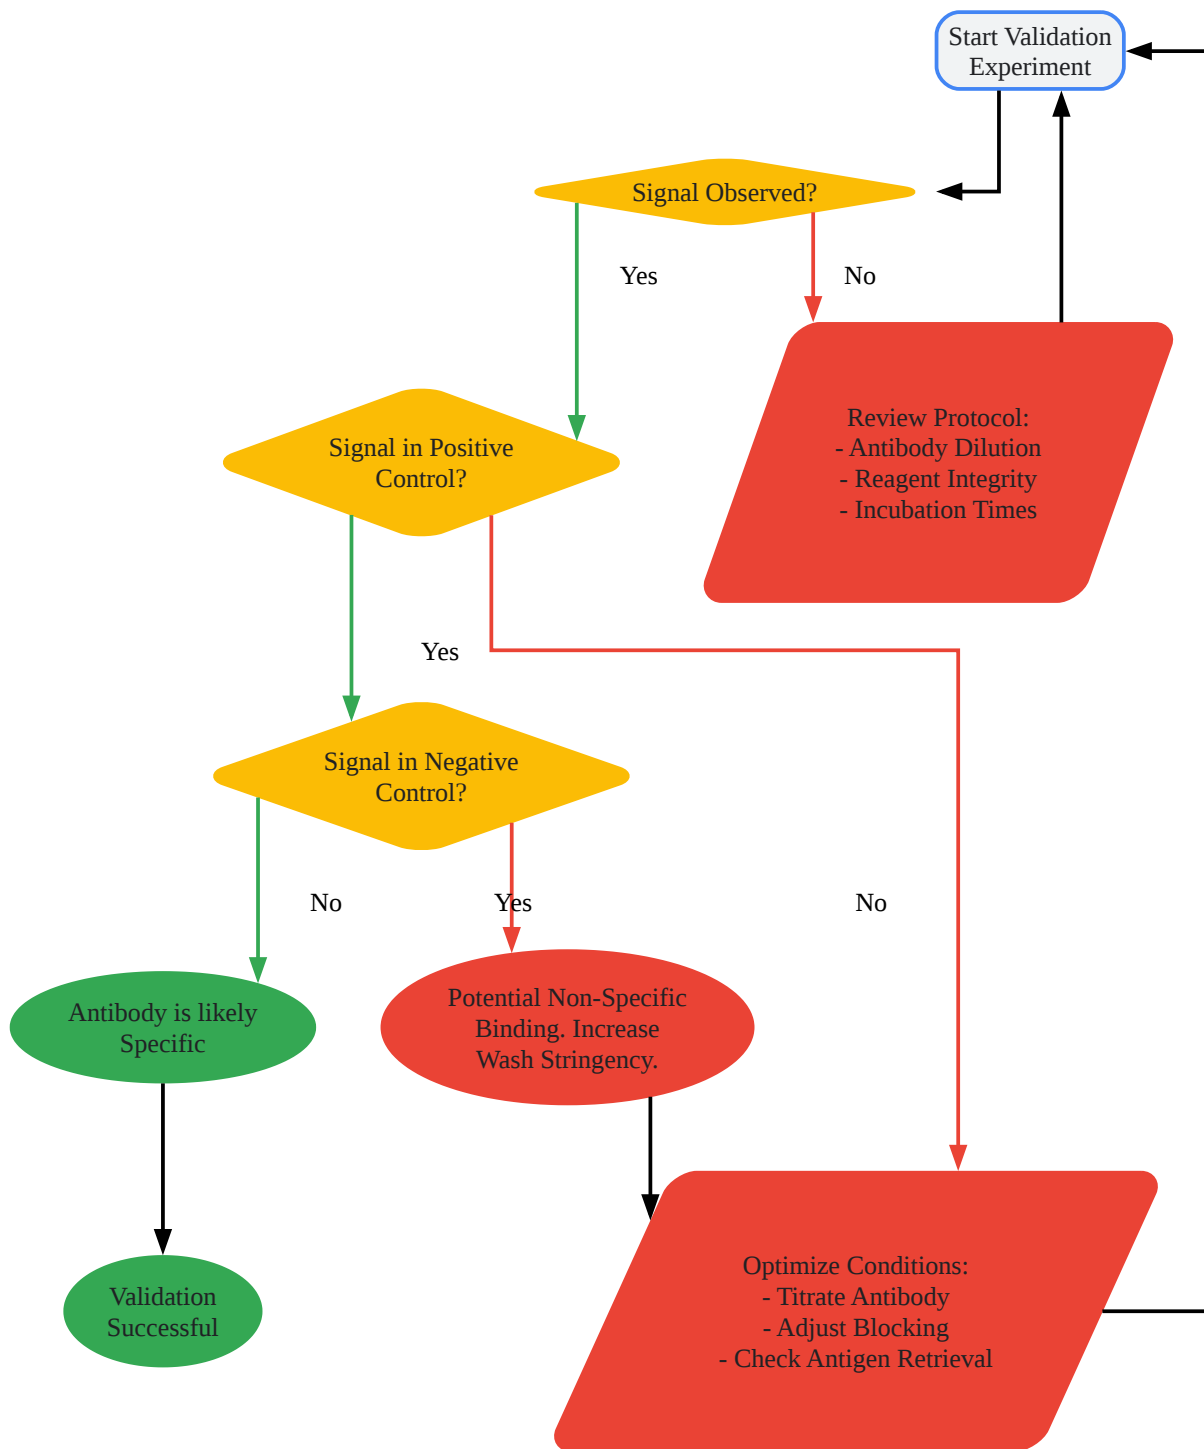 Start Validation
Experiment
Signal Observed?
Yes
No
Review Protocol:
- Antibody Dilution
- Reagent Integrity
- Incubation Times
Signal in Positive
Control?
Yes
Signal in Negative
Control?
No
Yes
No
Antibody is likely
Specific
Potential Non-Specific
Binding. Increase
Wash Stringency.
Validation
Successful
Optimize Conditions:
- Titrate Antibody
- Adjust Blocking
- Check Antigen Retrieval